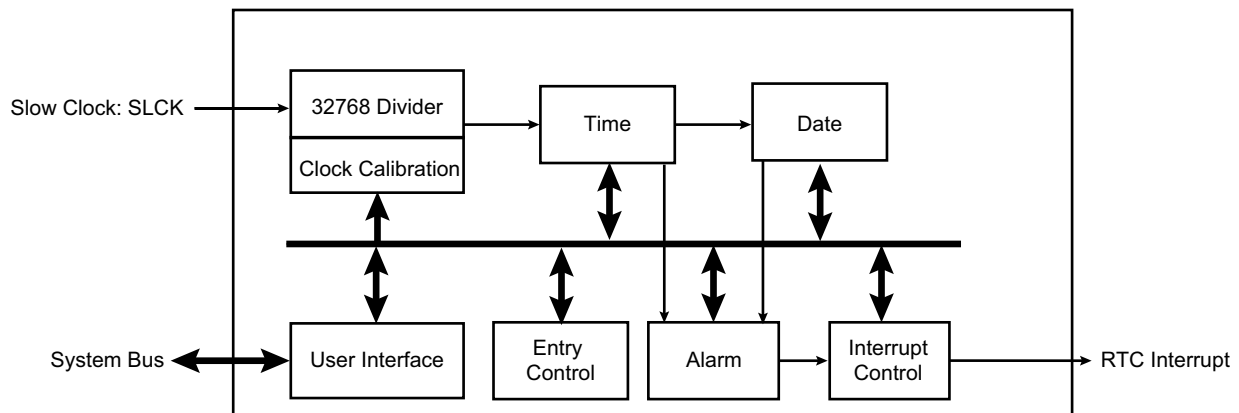 Slow Clock: SLCK
32768 Divider
Time
Date
Clock Calibration
System Bus
User Interface
Entry
Control
Alarm
Interrupt
Control
RTC Interrupt